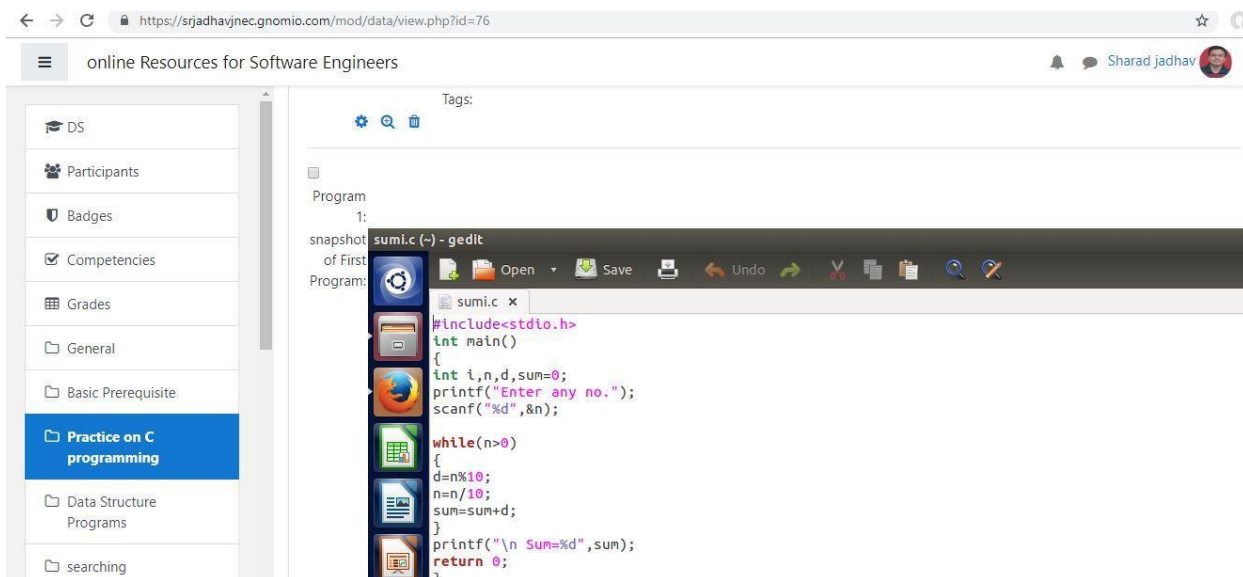 https://srjadhavjnec.gnomio.com/mod/data/view.php?id=76
online Resources for Software Engineers
Sharad jadhav
DS
Participants
Badges
Competencies
Grades
General
Basic Prerequisite
Practice on C
programming
Data Structure
Programs
searching
Tags:
Program
1:
snapshot
of First
Program:
sumi.c (~) - gedit
Open
Save
Undo
sumi.c ×
#include<stdio.h>
int main()
{
int i,n,d,sum=0;
printf("Enter any no.");
scanf("%d",&n);
while(n>0)
{
d=n%10;
n=n/10;
sum=sum+d;
}
printf("\n Sum=%d",sum);
return 0;
}